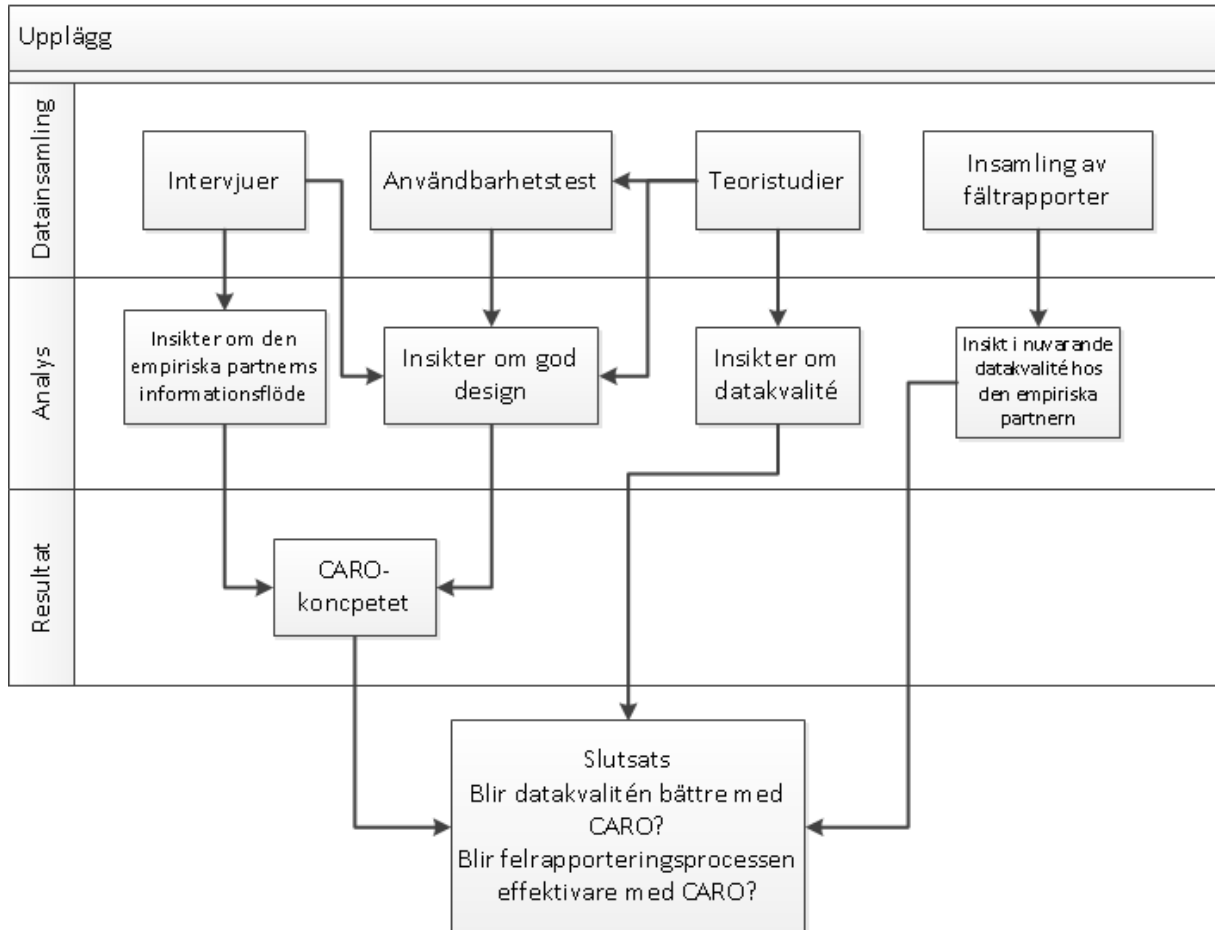 Upplägg
Datainsamling
Intervjuer
Användbarhetstest
Teoristudier
Insamling av
fältrapporter
Analys
Insikter om den
empiriska partnerns
informationsflöde
Insikter om god
design
Insikter om
datakvalité
Insikt i nuvarande
datakvalité hos
den empiriska
partnern
Resultat
CARO-
koncpetet
Slutsats
Blir datakvalitén bättre med
CARO?
Blir felrapporteringsprocessen
effektivare med CARO?